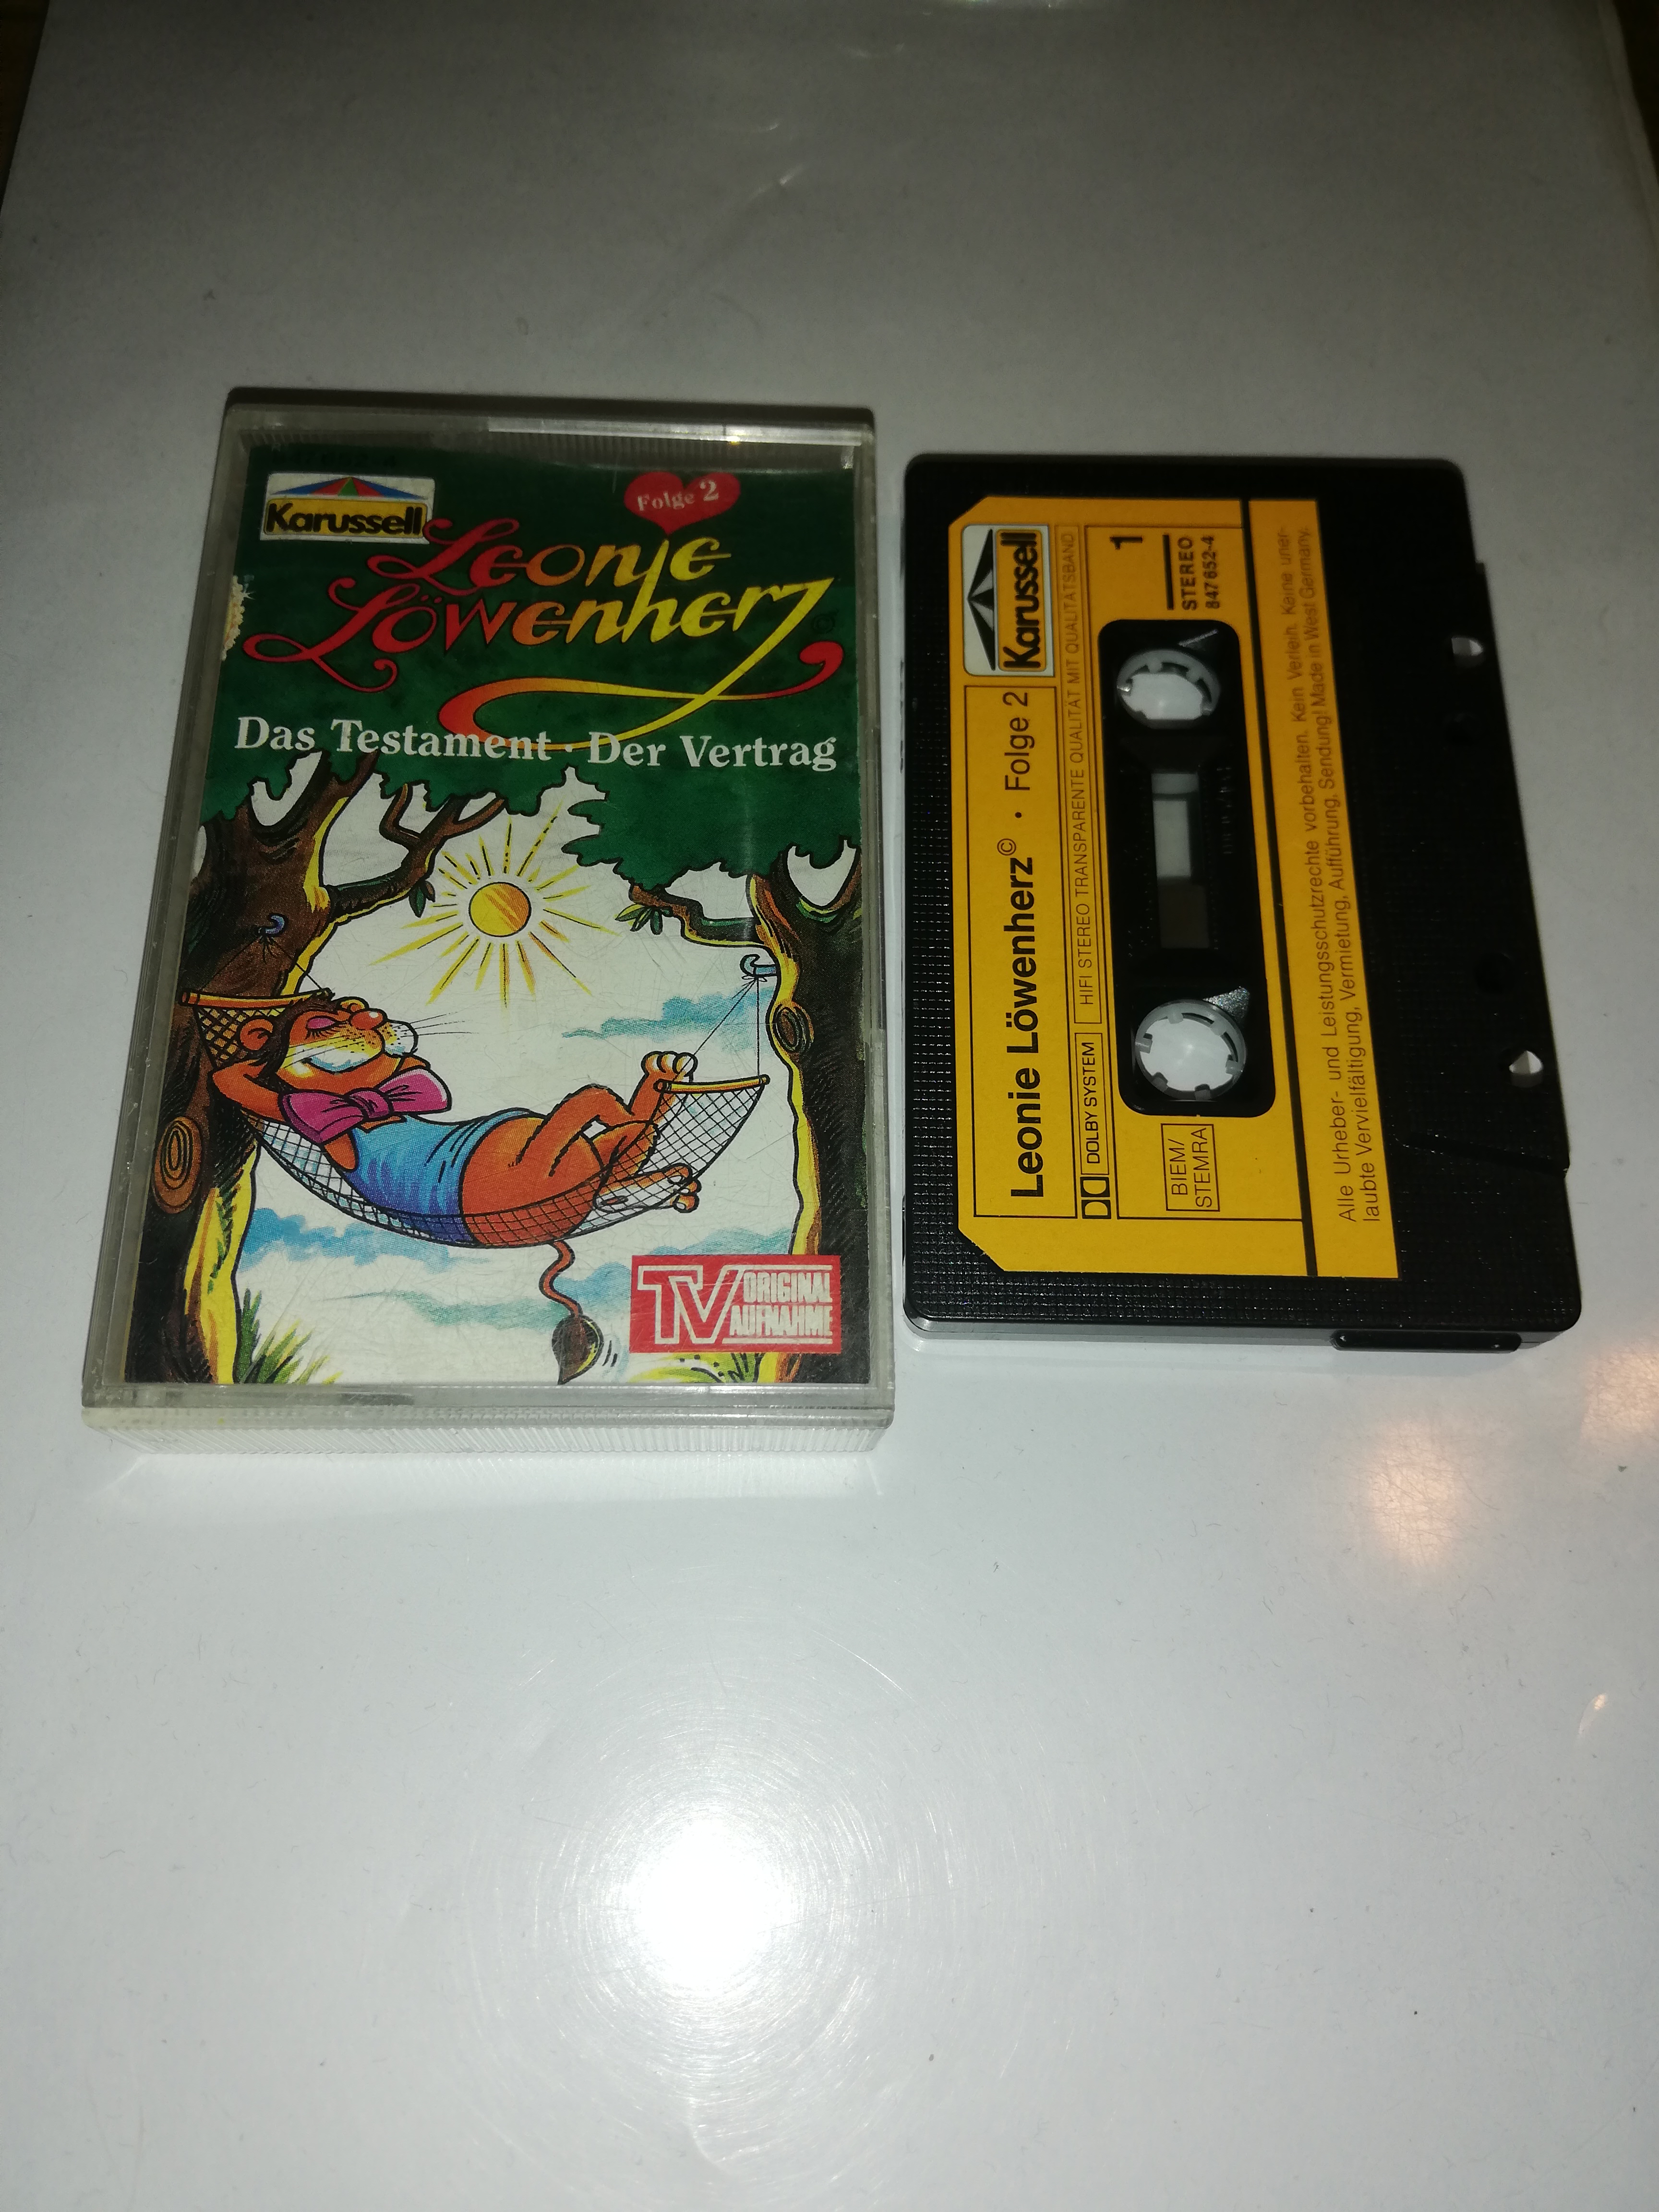 Karussell
Folge 2
Leonie
Löwenherz
Das Testament · Der Vertrag
TV ORIGINAL
AUFNAHME
Karussell
Leonie Löwenherz© · Folge 2
DOLBY SYSTEM
HIFI STEREO TRANSPARENTE QUALITÄT MIT QUALITÄTSBAND
1
STEREO
847 652-4
BIEM/
STEMRA
Alle Urheber- und Leistungsschutzrechte vorbehalten. Kein Verleih. Keine uner-
laubte Vervielfältigung, Vermietung, Aufführung, Sendung! Made in West Germany.